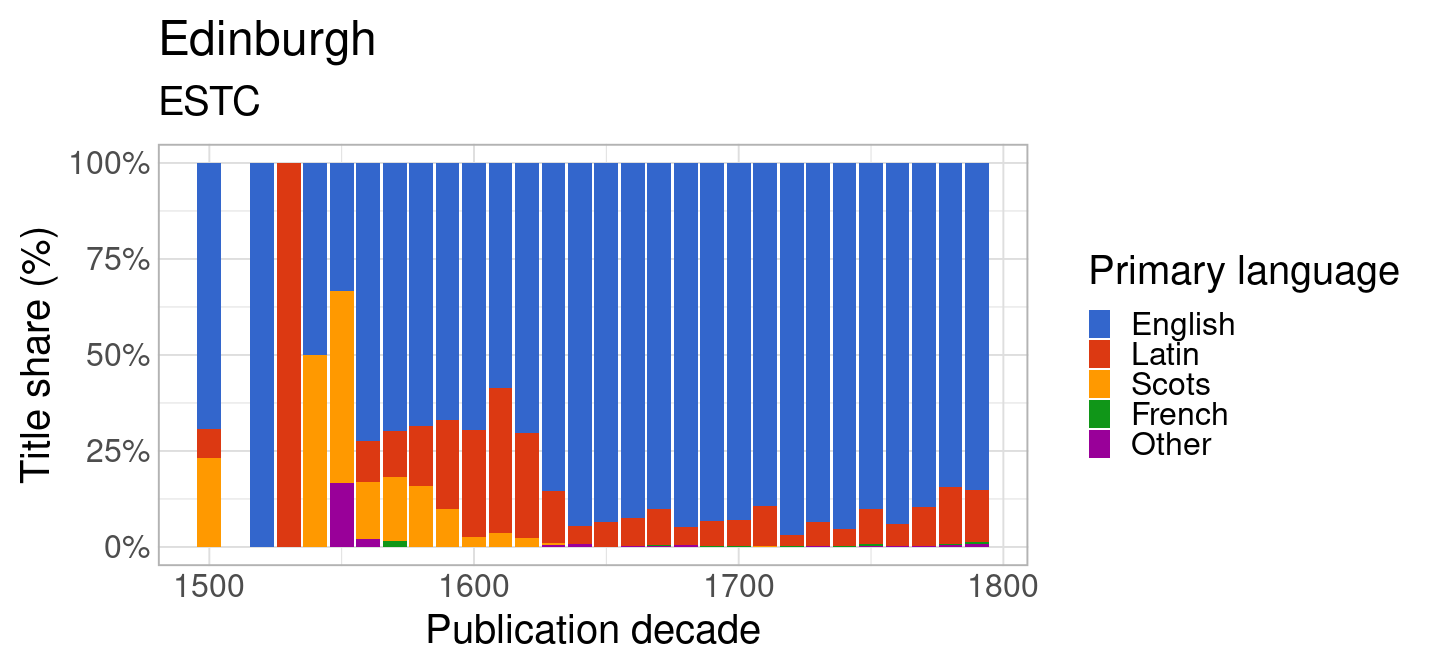 Edinburgh
ESTC
Title share (%)
100%
75%
50%
25%
0%
1500 1600 1700 1800
Publication decade
Primary language
English
Latin
Scots
French
Other